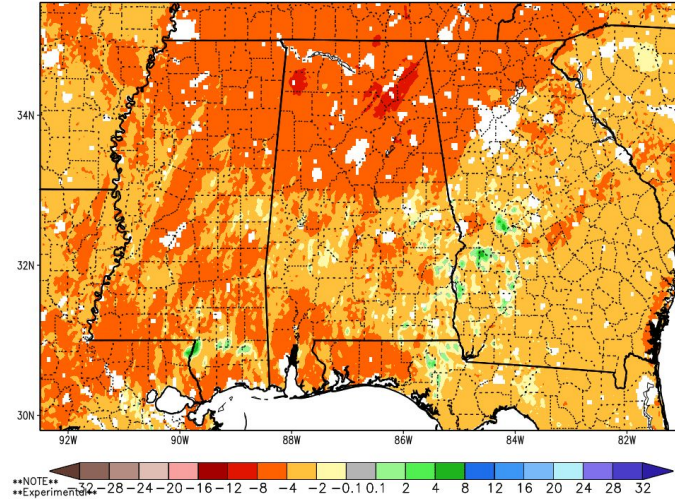 34N
32N
30N
92W 90W 88W 86W 84W 82W
**NOTE** -32 -28 -24 -20 -16 -12 -8 -4 -2 -0.1 0.1 2 4 8 12 16 20 24 28 32
**Experimental**